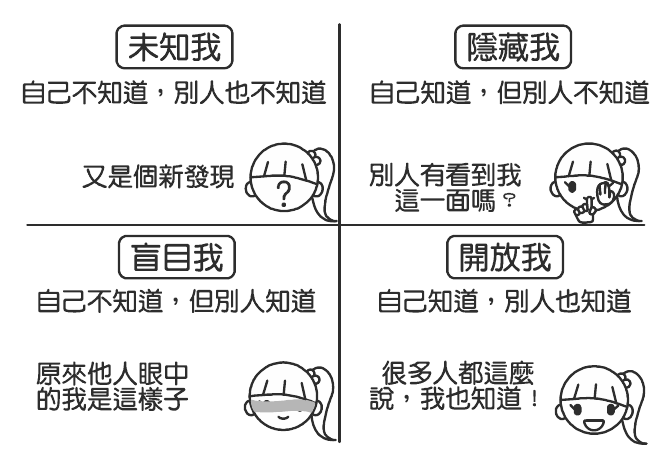 未知我
自己不知道，別人也不知道
又是個新發現
?
隱藏我
自己知道，但別人不知道
別人有看到我
這一面嗎？
盲目我
自己不知道，但別人知道
原來他人眼中
的我是這樣子
開放我
自己知道，別人也知道
很多人都這麼
說，我也知道！